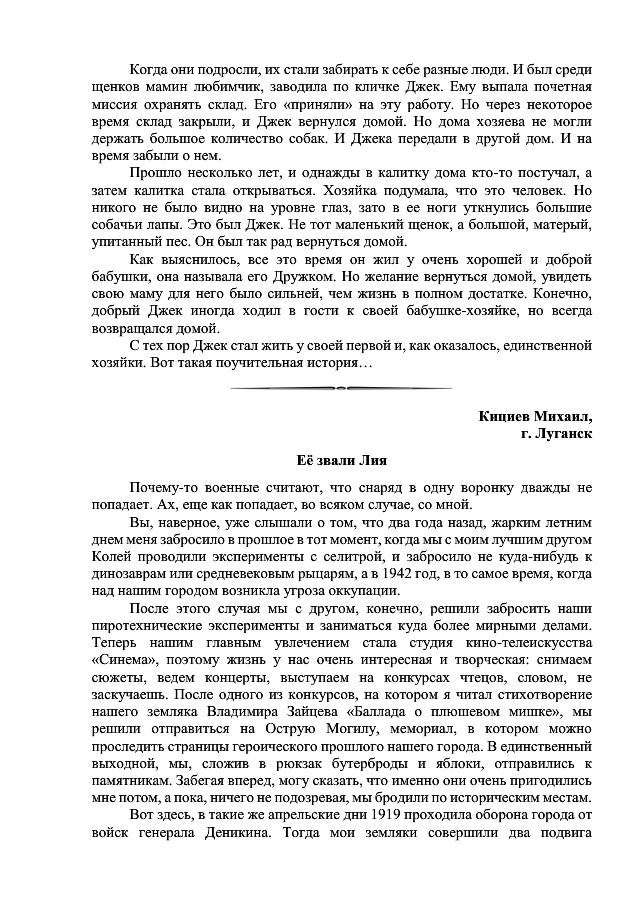 Когда они подросли, их стали забирать к себе разные люди. И был среди
щенков мамин любимчик, заводила по кличке Джек. Ему выпала почетная
миссия охранять склад. Его «приняли» на эту работу. Но через некоторое
время склад закрыли, и Джек вернулся домой. Но дома хозяева не могли
держать большое количество собак. И Джека передали в другой дом. И на
время забыли о нем.
Прошло несколько лет, и однажды в калитку дома кто-то постучал, а
затем калитка стала открываться. Хозяйка подумала, что это человек. Но
никого не было видно на уровне глаз, зато в ее ноги уткнулись большие
собачьи лапы. Это был Джек. Не тот маленький щенок, а большой, матерый,
упитанный пес. Он был так рад вернуться домой.
Как выяснилось, все это время он жил у очень хорошей и доброй
бабушки, она называла его Дружком. Но желание вернуться домой, увидеть
свою маму для него было сильней, чем жизнь в полном достатке. Конечно,
добрый Джек иногда ходил в гости к своей бабушке-хозяйке, но всегда
возвращался домой.
С тех пор Джек стал жить у своей первой и, как оказалось, единственной
хозяйки. Вот такая поучительная история…
Кициев Михаил,
г. Луганск
Её звали Лия
Почему-то военные считают, что снаряд в одну воронку дважды не
попадает. Ах, еще как попадает, во всяком случае, со мной.
Вы, наверное, уже слышали о том, что два года назад, жарким летним
днем меня забросило в прошлое в тот момент, когда мы с моим лучшим другом
Колей проводили эксперименты с селитрой, и забросило не куда-нибудь к
динозаврам или средневековым рыцарям, а в 1942 год, в то самое время, когда
над нашим городом возникла угроза оккупации.
После этого случая мы с другом, конечно, решили забросить наши
пиротехнические эксперименты и заниматься куда более мирными делами.
Теперь нашим главным увлечением стала студия кино-телеискусства
«Синема», поэтому жизнь у нас очень интересная и творческая: снимаем
сюжеты, ведем концерты, выступаем на конкурсах чтецов, словом, не
заскучаешь. После одного из конкурсов, на котором я читал стихотворение
нашего земляка Владимира Зайцева «Баллада о плюшевом мишке», мы
решили отправиться на Острую Могилу, мемориал, в котором можно
проследить страницы героического прошлого нашего города. В единственный
выходной, мы, сложив в рюкзак бутерброды и яблоки, отправились к
памятникам. Забегая вперед, могу сказать, что именно они очень пригодились
мне потом, а пока, ничего не подозревая, мы бродили по историческим местам.
Вот здесь, в такие же апрельские дни 1919 проходила оборона города от
войск генерала Деникина. Тогда мои земляки совершили два подвига